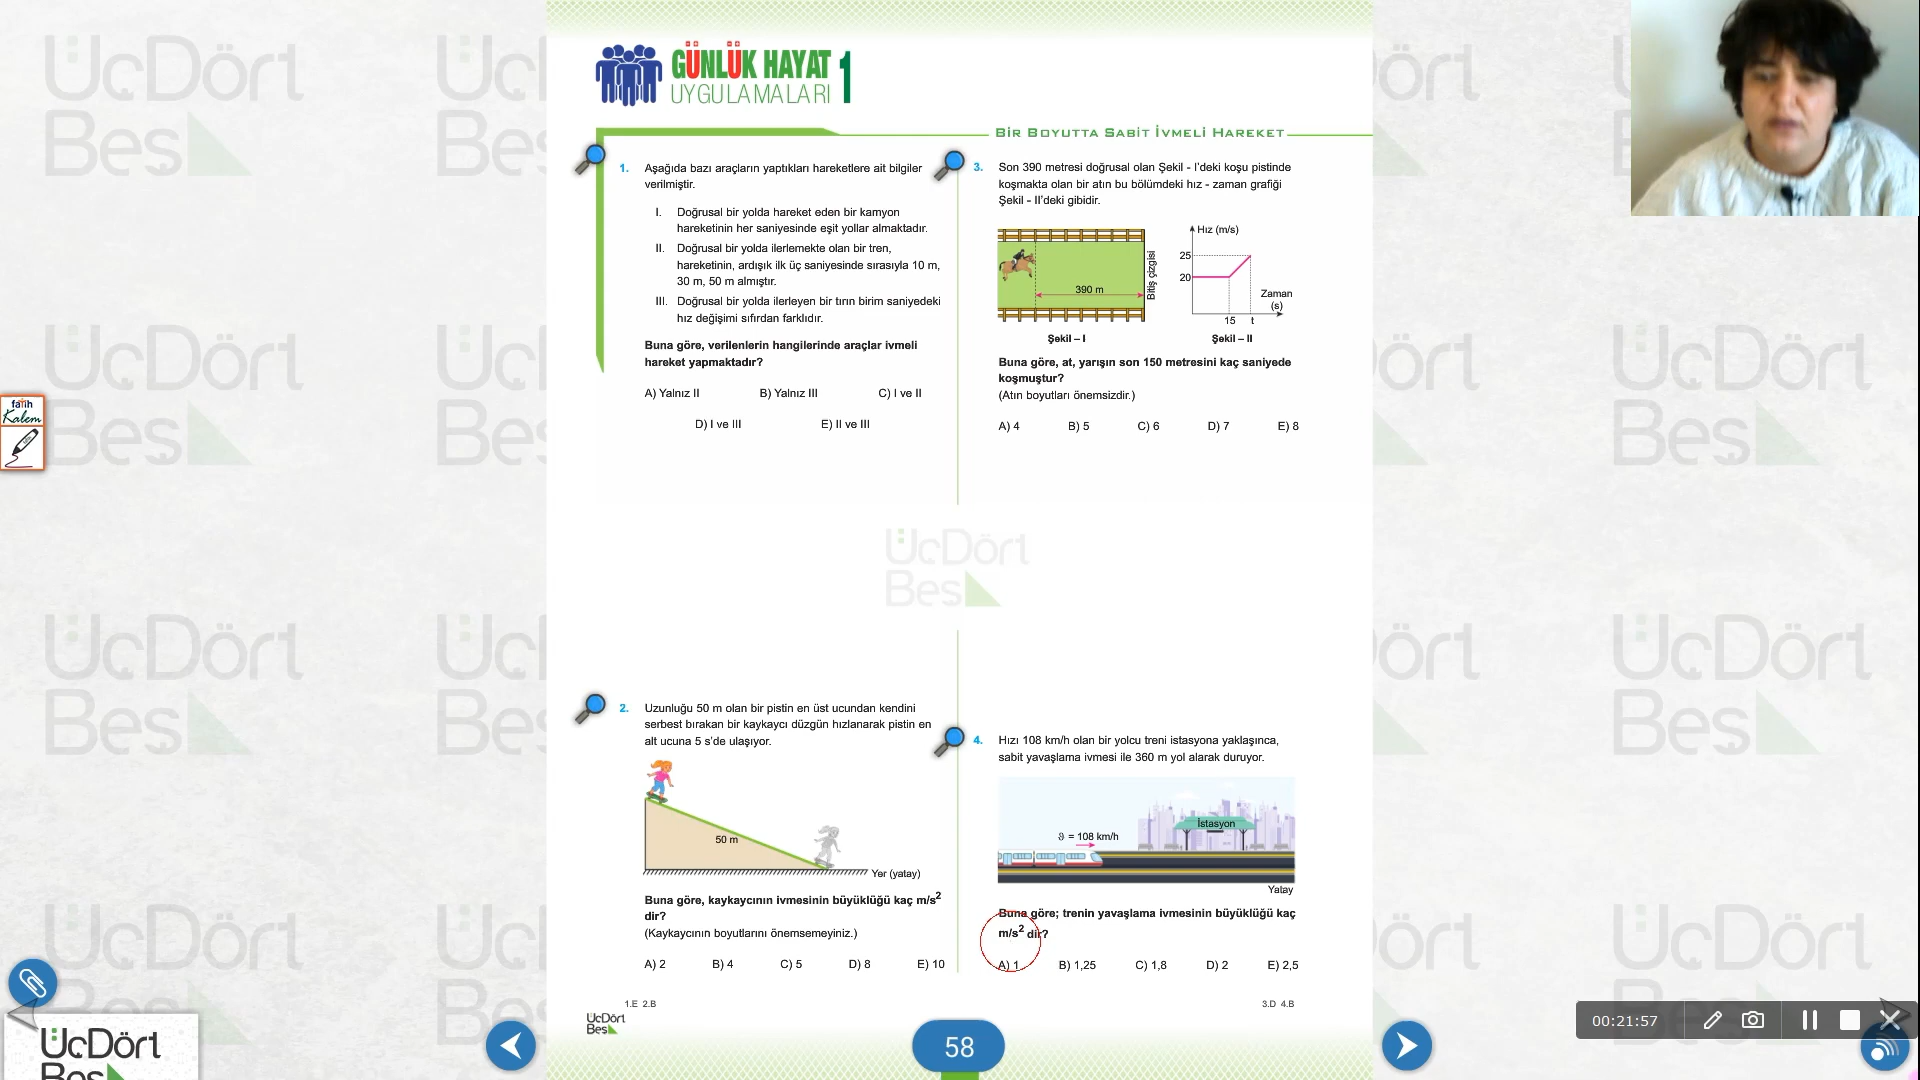 GÜNLÜK HAYAT
UYGULAMALARI
1
BİR BOYUTTA SABİT İVMELİ HAREKET
1. Aşağıda bazı araçların yaptıkları hareketlere ait bilgiler
verilmiştir.
I. Doğrusal bir yolda hareket eden bir kamyon
hareketinin her saniyesinde eşit yollar almaktadır.
II. Doğrusal bir yolda ilerlemekte olan bir tren,
hareketinin, ardışık ilk üç saniyesinde sırasıyla 10 m,
30 m, 50 m almıştır.
III. Doğrusal bir yolda ilerleyen bir tırın birim saniyedeki
hız değişimi sıfırdan farklıdır.
Buna göre, verilenlerin hangilerinde araçlar ivmeli
hareket yapmaktadır?
A) Yalnız II B) Yalnız III C) I ve II
D) I ve III E) II ve III
2. Uzunluğu 50 m olan bir pistin en üst ucundan kendini
serbest bırakan bir kaykaycı düzgün hızlanarak pistin en
alt ucuna 5 s'de ulaşıyor.
50 m
Yer (yatay)
Buna göre, kaykaycının ivmesinin büyüklüğü kaç m/s²
dir?
(Kaykaycının boyutlarını önemsemeyiniz.)
A) 2 B) 4 C) 5 D) 8 E) 10
1.E 2.B
3. Son 390 metresi doğrusal olan Şekil - I'deki koşu pistinde
koşmakta olan bir atın bu bölümdeki hız - zaman grafiği
Şekil - II'deki gibidir.
390 m
Bitiş çizgisi
Şekil – I
Hız (m/s)
25
20
Zaman
(s)
15 t
Şekil – II
Buna göre, at, yarışın son 150 metresini kaç saniyede
koşmuştur?
(Atın boyutları önemsizdir.)
A) 4 B) 5 C) 6 D) 7 E) 8
4. Hızı 108 km/h olan bir yolcu treni istasyona yaklaşınca,
sabit yavaşlama ivmesi ile 360 m yol alarak duruyor.
İstasyon
ϑ = 108 km/h
Yatay
Buna göre; trenin yavaşlama ivmesinin büyüklüğü kaç
m/s² dir?
A) 1 B) 1,25 C) 1,8 D) 2 E) 2,5
3.D 4.B
ÜçDört
Beş
58
fatih
Kalem
ÜçDört
Beş
00:21:57